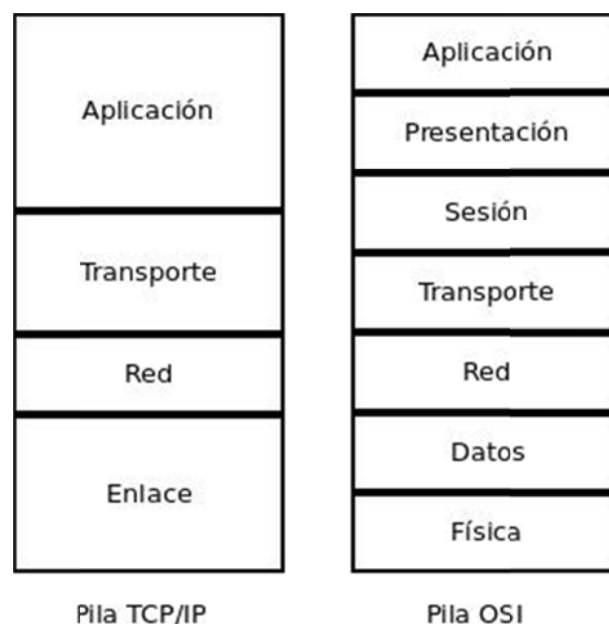 Aplicación
Transporte
Red
Enlace
Pila TCP/IP
Aplicación
Presentación
Sesión
Transporte
Red
Datos
Física
Pila OSI